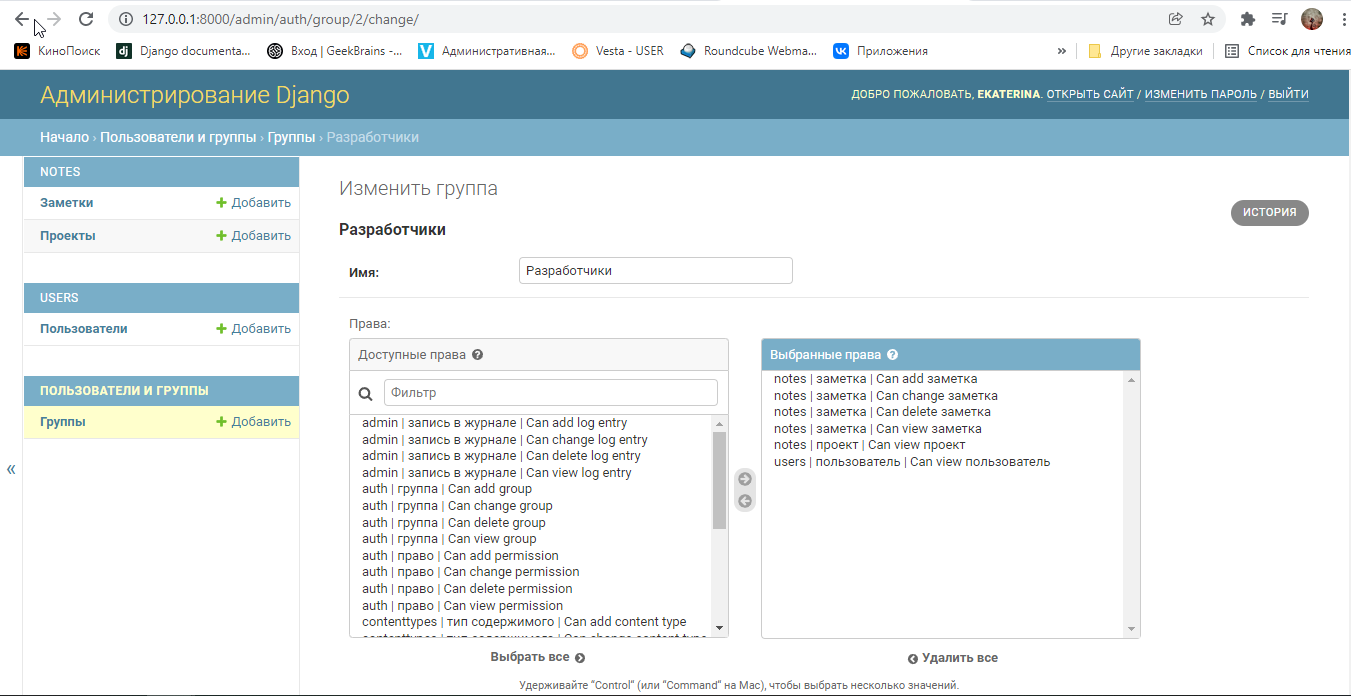 127.0.0.1:8000/admin/auth/group/2/change/
КиноПоиск dj Django documenta... Вход | GeekBrains -... V Административная... Vesta - USER Roundcube Webma... Приложения » Другие закладки Список для чтения
Администрирование Django
ДОБРО ПОЖАЛОВАТЬ, EKATERINA. ОТКРЫТЬ САЙТ / ИЗМЕНИТЬ ПАРОЛЬ / ВЫЙТИ
Начало › Пользователи и группы › Группы › Разработчики
NOTES
Заметки + Добавить
Проекты + Добавить
USERS
Пользователи + Добавить
ПОЛЬЗОВАТЕЛИ И ГРУППЫ
Группы + Добавить
«
Изменить группа
ИСТОРИЯ
Разработчики
Имя: Разработчики
Права:
Доступные права ?
Фильтр
admin | запись в журнале | Can add log entry
admin | запись в журнале | Can change log entry
admin | запись в журнале | Can delete log entry
admin | запись в журнале | Can view log entry
auth | группа | Can add group
auth | группа | Can change group
auth | группа | Can delete group
auth | группа | Can view group
auth | право | Can add permission
auth | право | Can change permission
auth | право | Can delete permission
auth | право | Can view permission
contenttypes | тип содержимого | Can add content type
contenttypes | тип содержимого | Can change content type
Выбрать все
Выбранные права ?
notes | заметка | Can add заметка
notes | заметка | Can change заметка
notes | заметка | Can delete заметка
notes | заметка | Can view заметка
notes | проект | Can view проект
users | пользователь | Can view пользователь
Удалить все
Удерживайте “Control“ (или “Command“ на Mac), чтобы выбрать несколько значений.